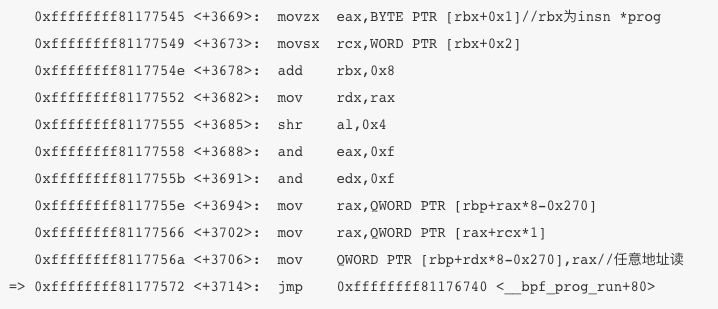 0xffffffff81177545 <+3669>: movzx eax,BYTE PTR [rbx+0x1]//rbx为insn *prog
0xffffffff81177549 <+3673>: movsx rcx,WORD PTR [rbx+0x2]
0xffffffff8117754e <+3678>: add rbx,0x8
0xffffffff81177552 <+3682>: mov rdx,rax
0xffffffff81177555 <+3685>: shr al,0x4
0xffffffff81177558 <+3688>: and eax,0xf
0xffffffff8117755b <+3691>: and edx,0xf
0xffffffff8117755e <+3694>: mov rax,QWORD PTR [rbp+rax*8-0x270]
0xffffffff81177566 <+3702>: mov rax,QWORD PTR [rax+rcx*1]
0xffffffff8117756a <+3706>: mov QWORD PTR [rbp+rdx*8-0x270],rax//任意地址读
=> 0xffffffff81177572 <+3714>: jmp 0xffffffff81176740 <__bpf_prog_run+80>